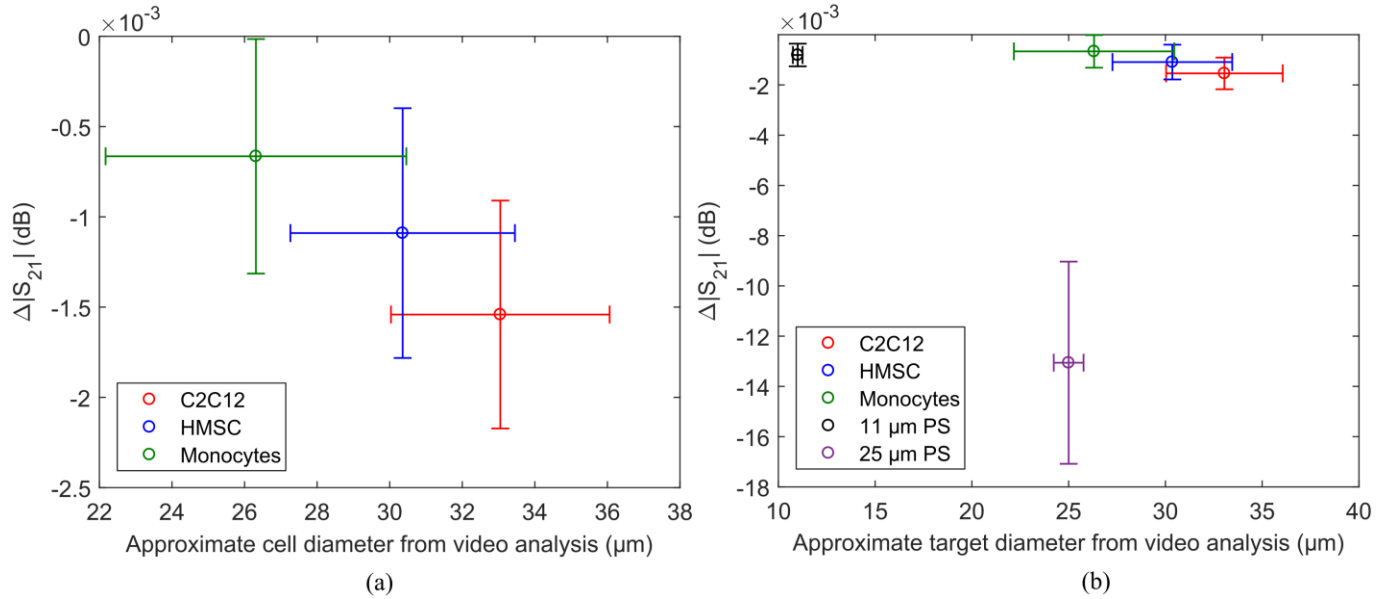 ×10⁻³
0
-0.5
-1
-1.5
-2
-2.5
Δ|S₂₁| (dB)
C2C12
HMSC
Monocytes
22 24 26 28 30 32 34 36 38
Approximate cell diameter from video analysis (µm)
(a)
×10⁻³
-2
-4
-6
-8
-10
-12
-14
-16
-18
Δ|S₂₁| (dB)
C2C12
HMSC
Monocytes
11 µm PS
25 µm PS
10 15 20 25 30 35 40
Approximate target diameter from video analysis (µm)
(b)